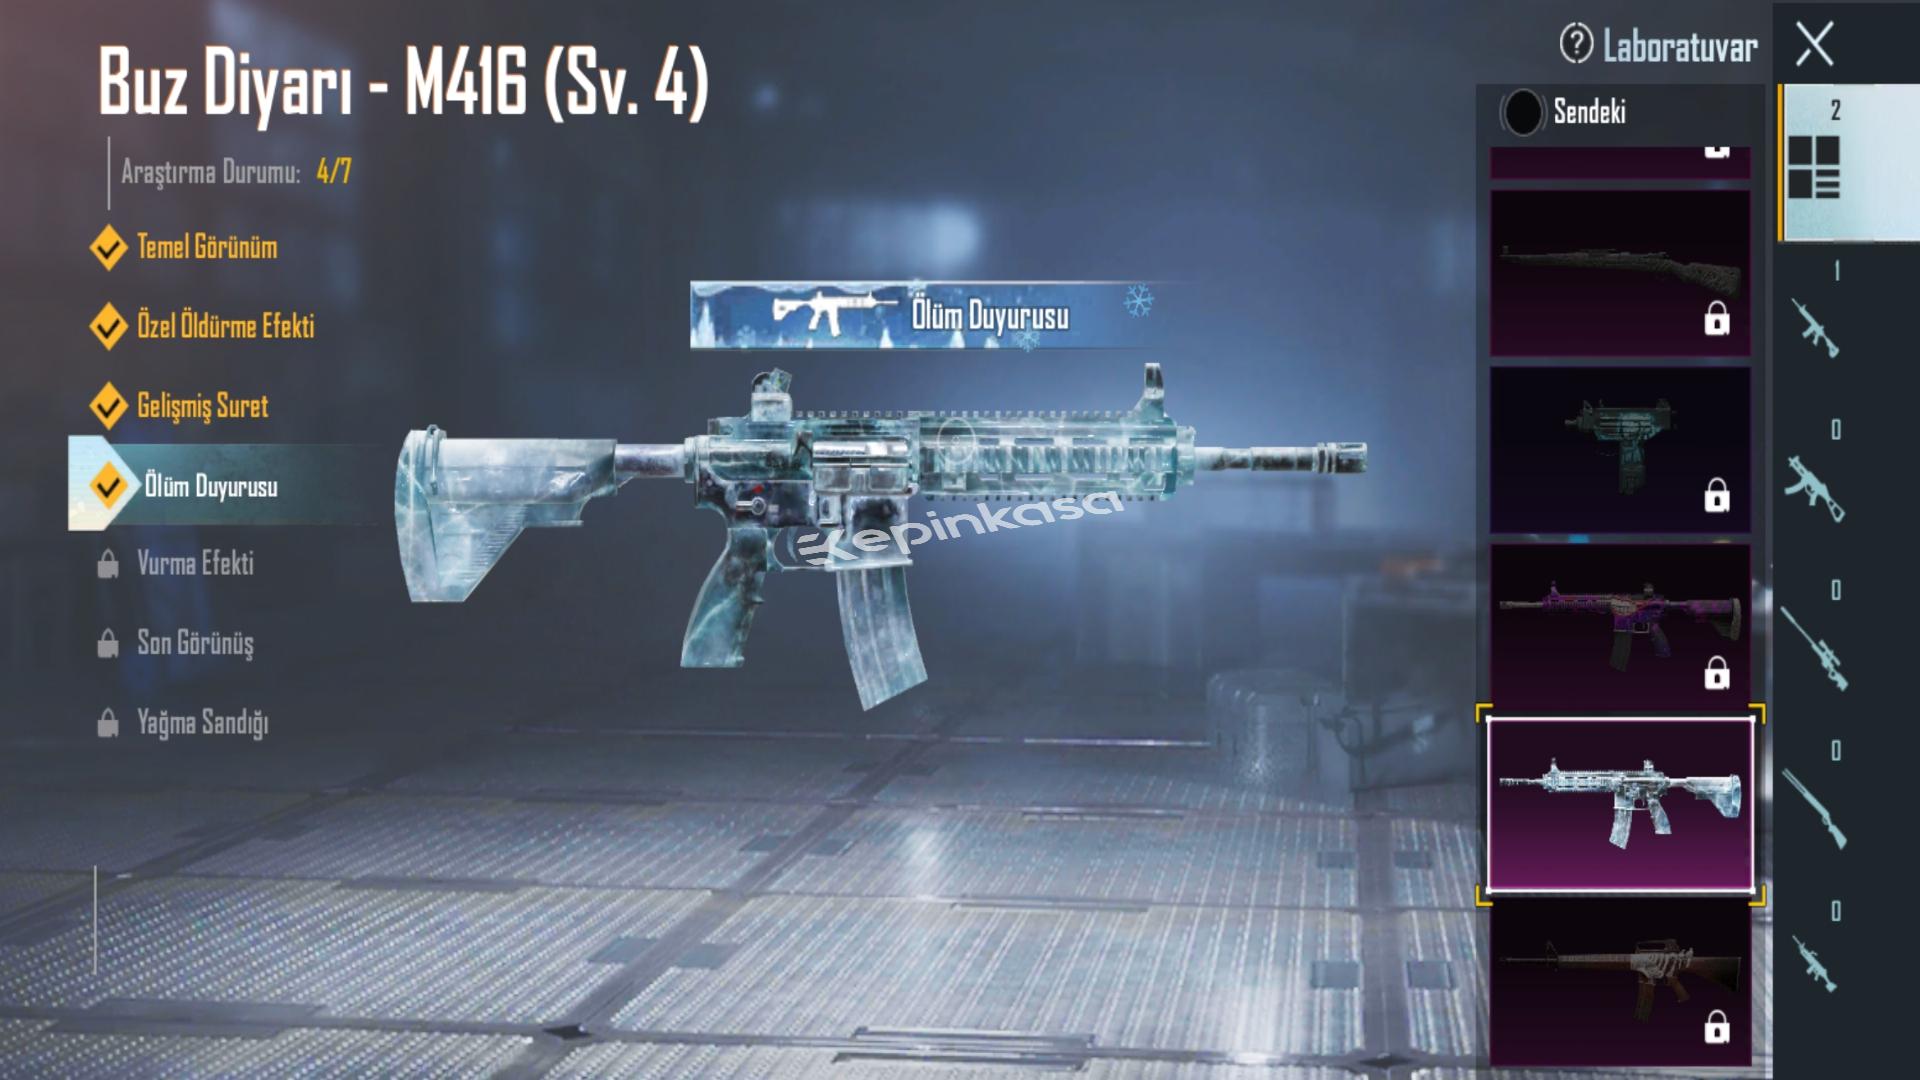 Buz Diyarı - M416 (Sv. 4)
Araştırma Durumu: 4/7
Temel Görünüm
Özel Öldürme Efekti
Gelişmiş Suret
Ölüm Duyurusu
Vurma Efekti
Son Görünüş
Yağma Sandığı
Ölüm Duyurusu
epinkasa
? Laboratuvar
Sendeki
2
1
0
0
0
0